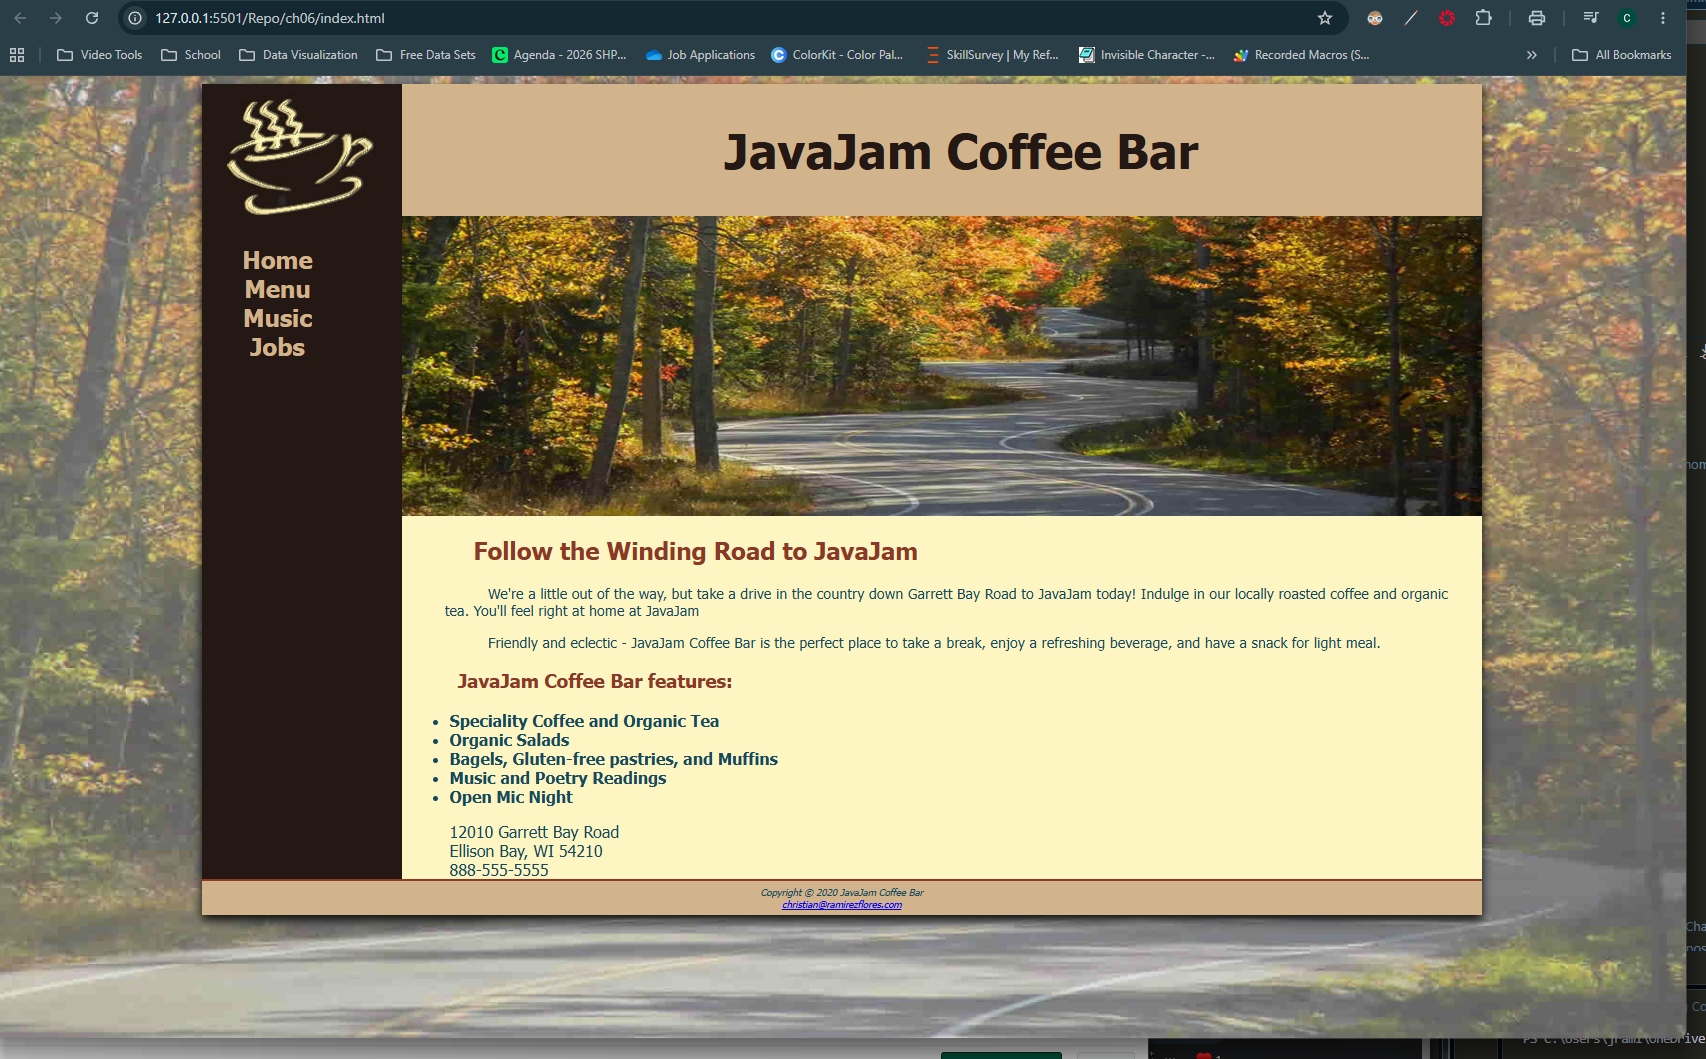 127.0.0.1:5501/Repo/ch06/index.html
C
Video Tools
School
Data Visualization
Free Data Sets
Agenda - 2026 SHP...
Job Applications
ColorKit - Color Pal...
SkillSurvey | My Ref...
Invisible Character -...
Recorded Macros (S...
»
All Bookmarks
JavaJam Coffee Bar
Home
Menu
Music
Jobs
Follow the Winding Road to JavaJam
We're a little out of the way, but take a drive in the country down Garrett Bay Road to JavaJam today! Indulge in our locally roasted coffee and organic
tea. You'll feel right at home at JavaJam
Friendly and eclectic - JavaJam Coffee Bar is the perfect place to take a break, enjoy a refreshing beverage, and have a snack for light meal.
JavaJam Coffee Bar features:
• Speciality Coffee and Organic Tea
• Organic Salads
• Bagels, Gluten-free pastries, and Muffins
• Music and Poetry Readings
• Open Mic Night
12010 Garrett Bay Road
Ellison Bay, WI 54210
888-555-5555
Copyright © 2020 JavaJam Coffee Bar
christian@ramirezflores.com